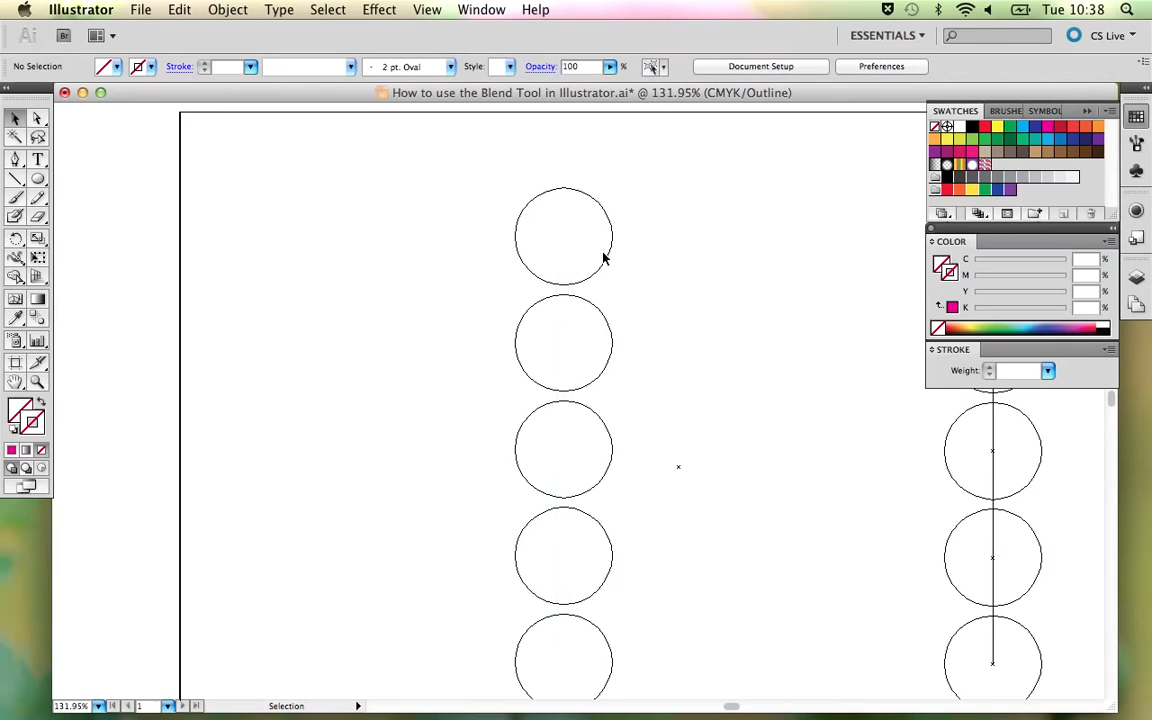 Illustrator File Edit Object Type Select Effect View Window Help Tue 10:38
Ai Br ESSENTIALS CS Live
No Selection Stroke: 2 pt. Oval Style: Opacity: 100 % Document Setup Preferences
How to use the Blend Tool in Illustrator.ai* @ 131.95% (CMYK/Outline)
SWATCHES BRUSHE SYMBOL
COLOR
C %
M %
Y %
K %
STROKE
Weight:
131.95% 1 Selection